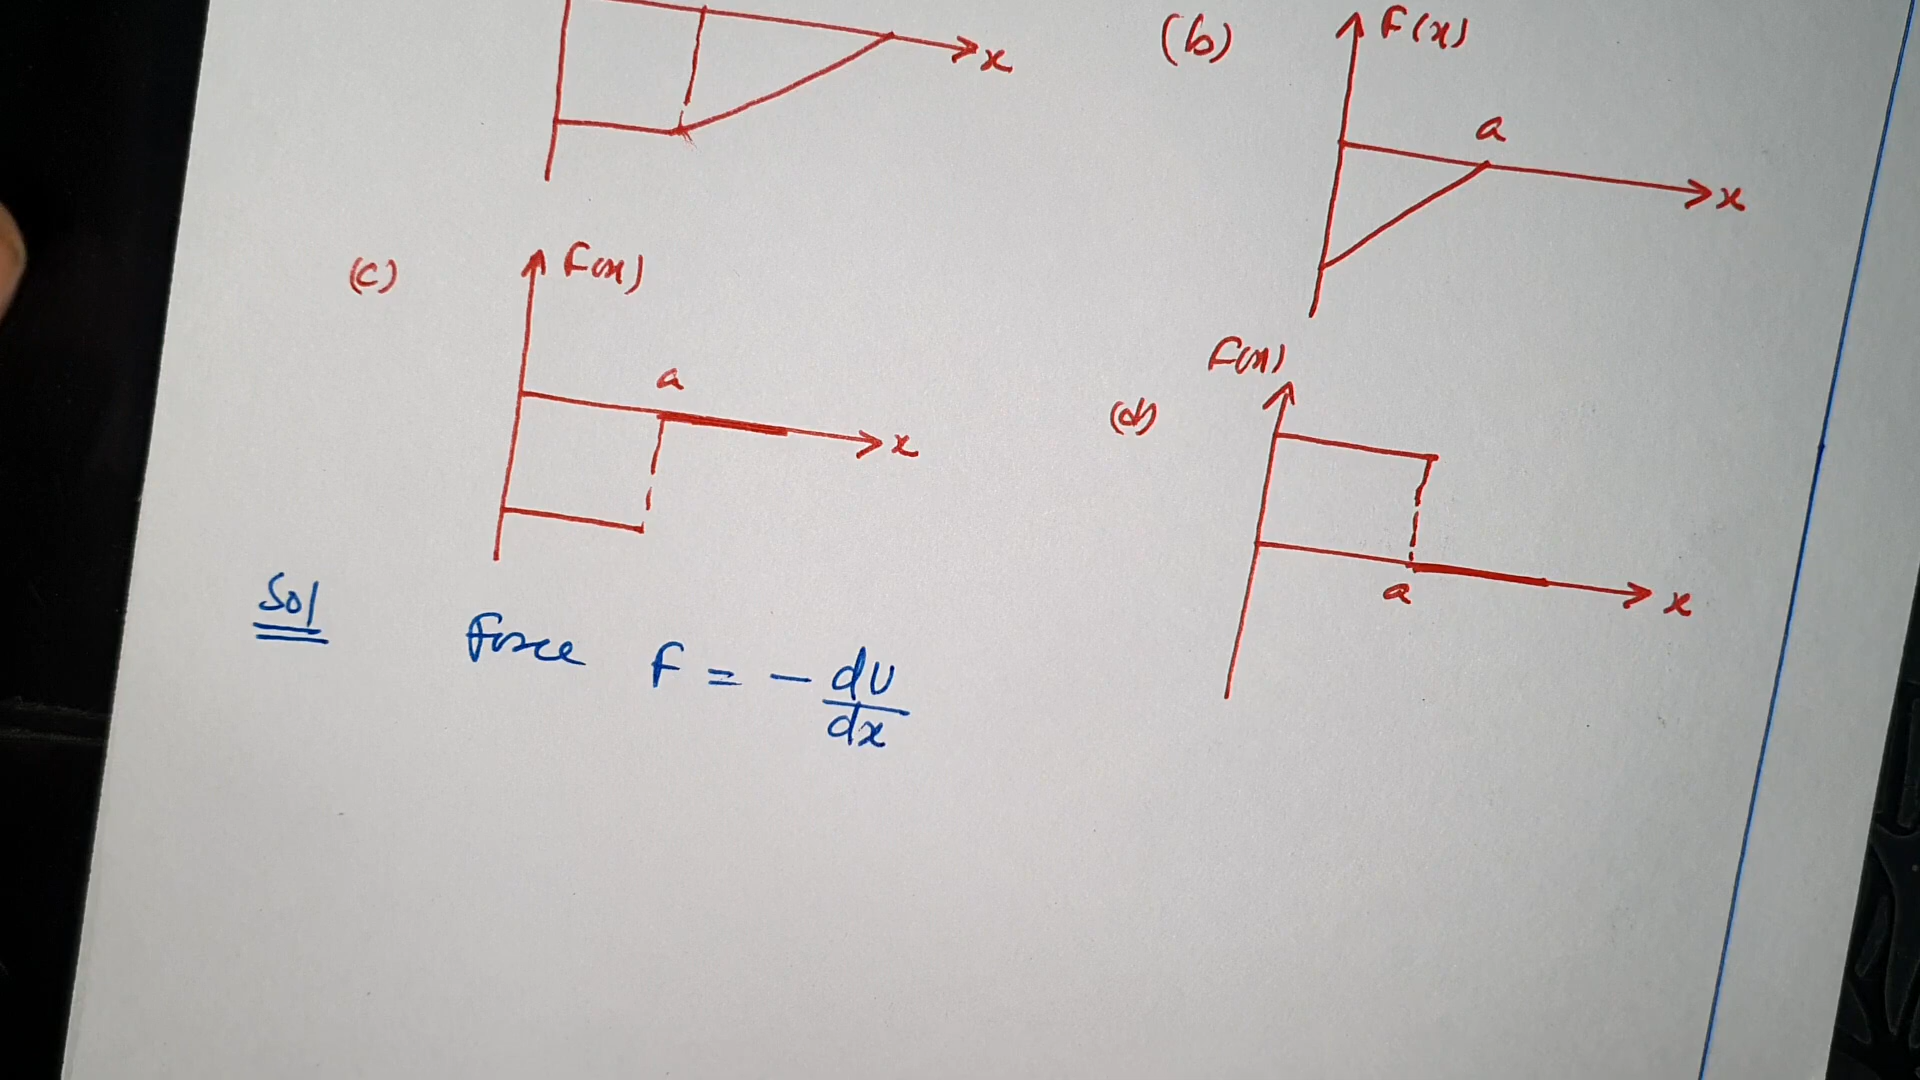 x
(b) F(x)
a
x
(c) F(x)
a
x
F(x)
(d)
a
x
Sol
Force F = - dU/dx